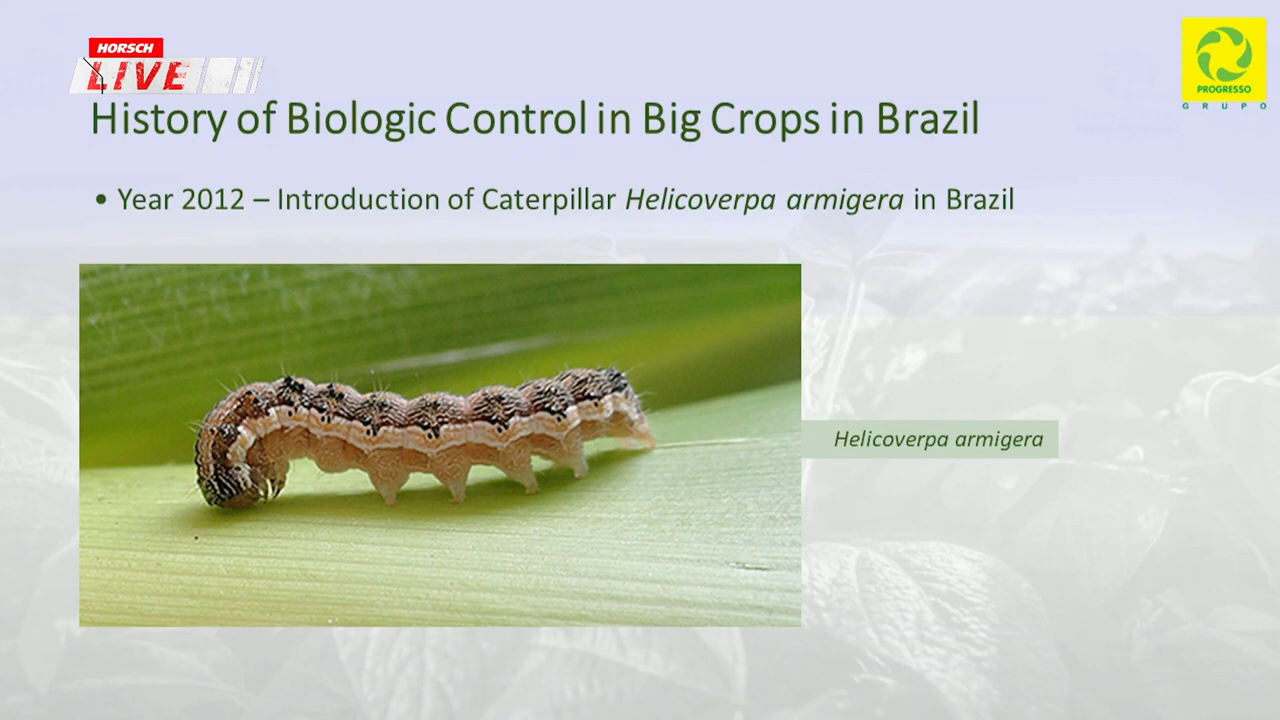 HORSCH
LIVE
PROGRESSO
GRUPO
History of Biologic Control in Big Crops in Brazil
• Year 2012 – Introduction of Caterpillar Helicoverpa armigera in Brazil
Helicoverpa armigera